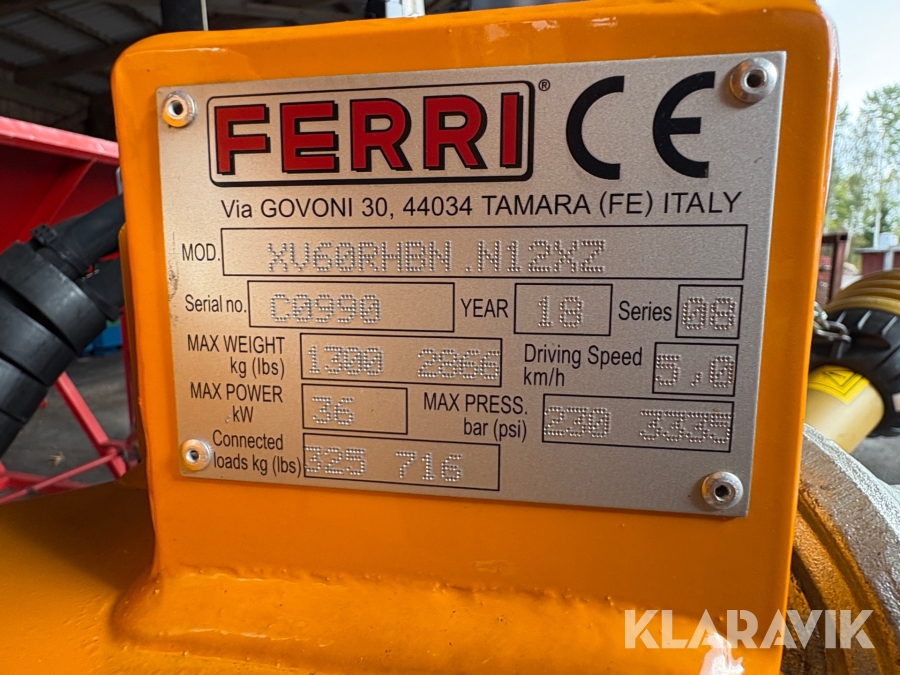 FERRI® CE
Via GOVONI 30, 44034 TAMARA (FE) ITALY
MOD. XV60RHBN.N12XZ
Serial no. C0990 YEAR 18 Series 08
MAX WEIGHT kg (lbs) 1300 2866 Driving Speed km/h 5,0
MAX POWER kW 36 MAX PRESS. bar (psi) 230 3335
Connected loads kg (lbs) 325 716
KLARAVIK